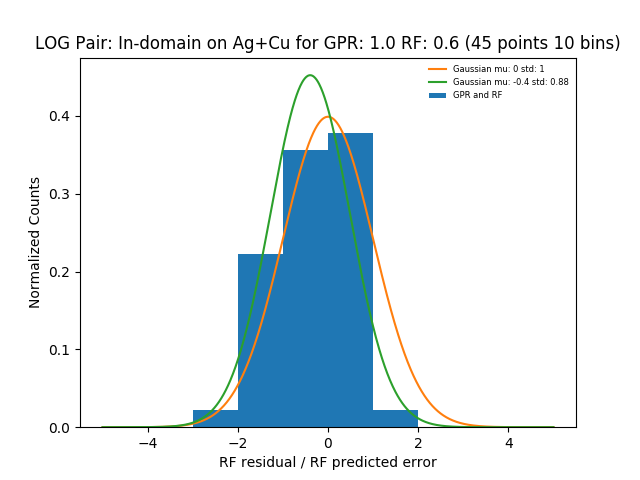 LOG Pair: In-domain on Ag+Cu for GPR: 1.0 RF: 0.6 (45 points 10 bins)
Gaussian mu: 0 std: 1
Gaussian mu: -0.4 std: 0.88
GPR and RF
0.4
0.3
0.2
0.1
0.0
Normalized Counts
−4
−2
0
2
4
RF residual / RF predicted error